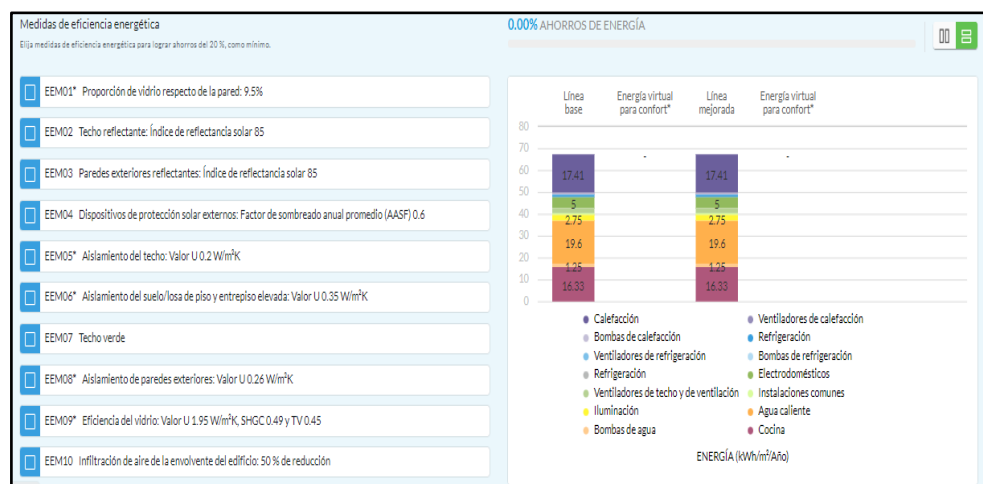 Medidas de eficiencia energética
Elija medidas de eficiencia energética para lograr ahorros del 20 %, como mínimo.
EEM01* Proporción de vidrio respecto de la pared: 9.5%
EEM02 Techo reflectante: Índice de reflectancia solar 85
EEM03 Paredes exteriores reflectantes: Índice de reflectancia solar 85
EEM04 Dispositivos de protección solar externos: Factor de sombreado anual promedio (AASF) 0.6
EEM05* Aislamiento del techo: Valor U 0.2 W/m²K
EEM06* Aislamiento del suelo/losa de piso y entrepiso elevada: Valor U 0.35 W/m²K
EEM07 Techo verde
EEM08* Aislamiento de paredes exteriores: Valor U 0.26 W/m²K
EEM09* Eficiencia del vidrio: Valor U 1.95 W/m²K, SHGC 0.49 y TV 0.45
EEM10 Infiltración de aire de la envolvente del edificio: 50 % de reducción
0.00% AHORROS DE ENERGÍA
Línea base Energía virtual para confort* Línea mejorada Energía virtual para confort*
80
70
60
50
40
30
20
10
0
17.41 - 17.41 -
5 5
2.75 2.75
19.6 19.6
1.25 1.25
16.33 16.33
Calefacción Ventiladores de calefacción
Bombas de calefacción Refrigeración
Ventiladores de refrigeración Bombas de refrigeración
Refrigeración Electrodomésticos
Ventiladores de techo y de ventilación Instalaciones comunes
Iluminación Agua caliente
Bombas de agua Cocina
ENERGÍA (kWh/m²/Año)